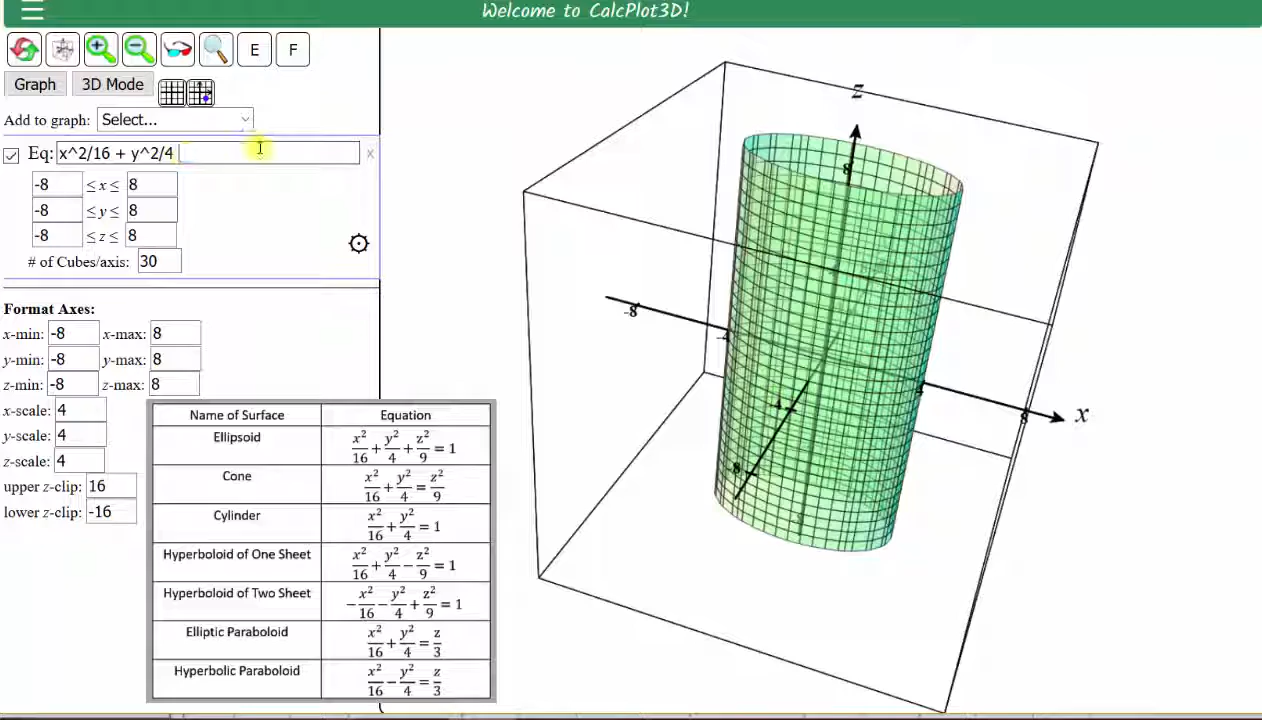 Welcome to CalcPlot3D!
E F
Graph 3D Mode
Add to graph: Select...
Eq: x^2/16 + y^2/4 x
-8 ≤ x ≤ 8
-8 ≤ y ≤ 8
-8 ≤ z ≤ 8
# of Cubes/axis: 30
Format Axes:
x-min: -8 x-max: 8
y-min: -8 y-max: 8
z-min: -8 z-max: 8
x-scale: 4
y-scale: 4
z-scale: 4
upper z-clip: 16
lower z-clip: -16
Name of Surface Equation
Ellipsoid x²/16 + y²/4 + z²/9 = 1
Cone x²/16 + y²/4 = z²/9
Cylinder x²/16 + y²/4 = 1
Hyperboloid of One Sheet x²/16 + y²/4 − z²/9 = 1
Hyperboloid of Two Sheet −x²/16 − y²/4 + z²/9 = 1
Elliptic Paraboloid x²/16 + y²/4 = z/3
Hyperbolic Paraboloid x²/16 − y²/4 = z/3
z
8
-8
-4
4
8
x
4
8